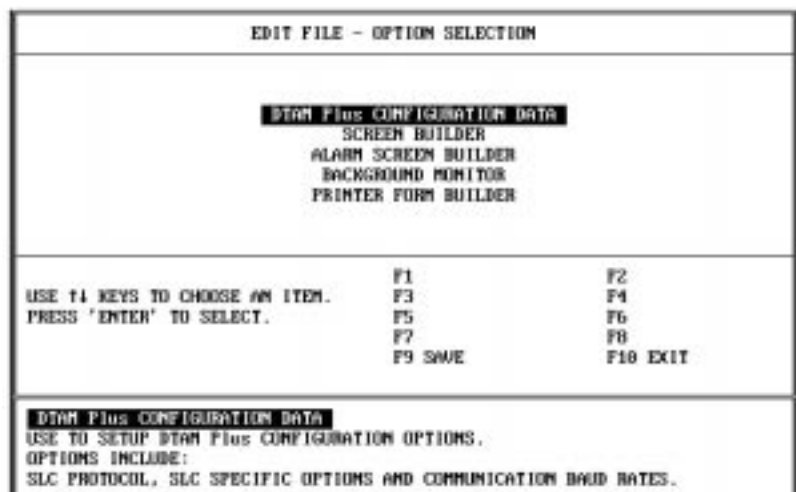 EDIT FILE - OPTION SELECTION
DTAM Plus CONFIGURATION DATA
SCREEN BUILDER
ALARM SCREEN BUILDER
BACKGROUND MONITOR
PRINTER FORM BUILDER
USE ↑↓ KEYS TO CHOOSE AN ITEM.
PRESS 'ENTER' TO SELECT.
F1 F2
F3 F4
F5 F6
F7 F8
F9 SAVE F10 EXIT
DTAM Plus CONFIGURATION DATA
USE TO SETUP DTAM Plus CONFIGURATION OPTIONS.
OPTIONS INCLUDE:
SLC PROTOCOL, SLC SPECIFIC OPTIONS AND COMMUNICATION BAUD RATES.